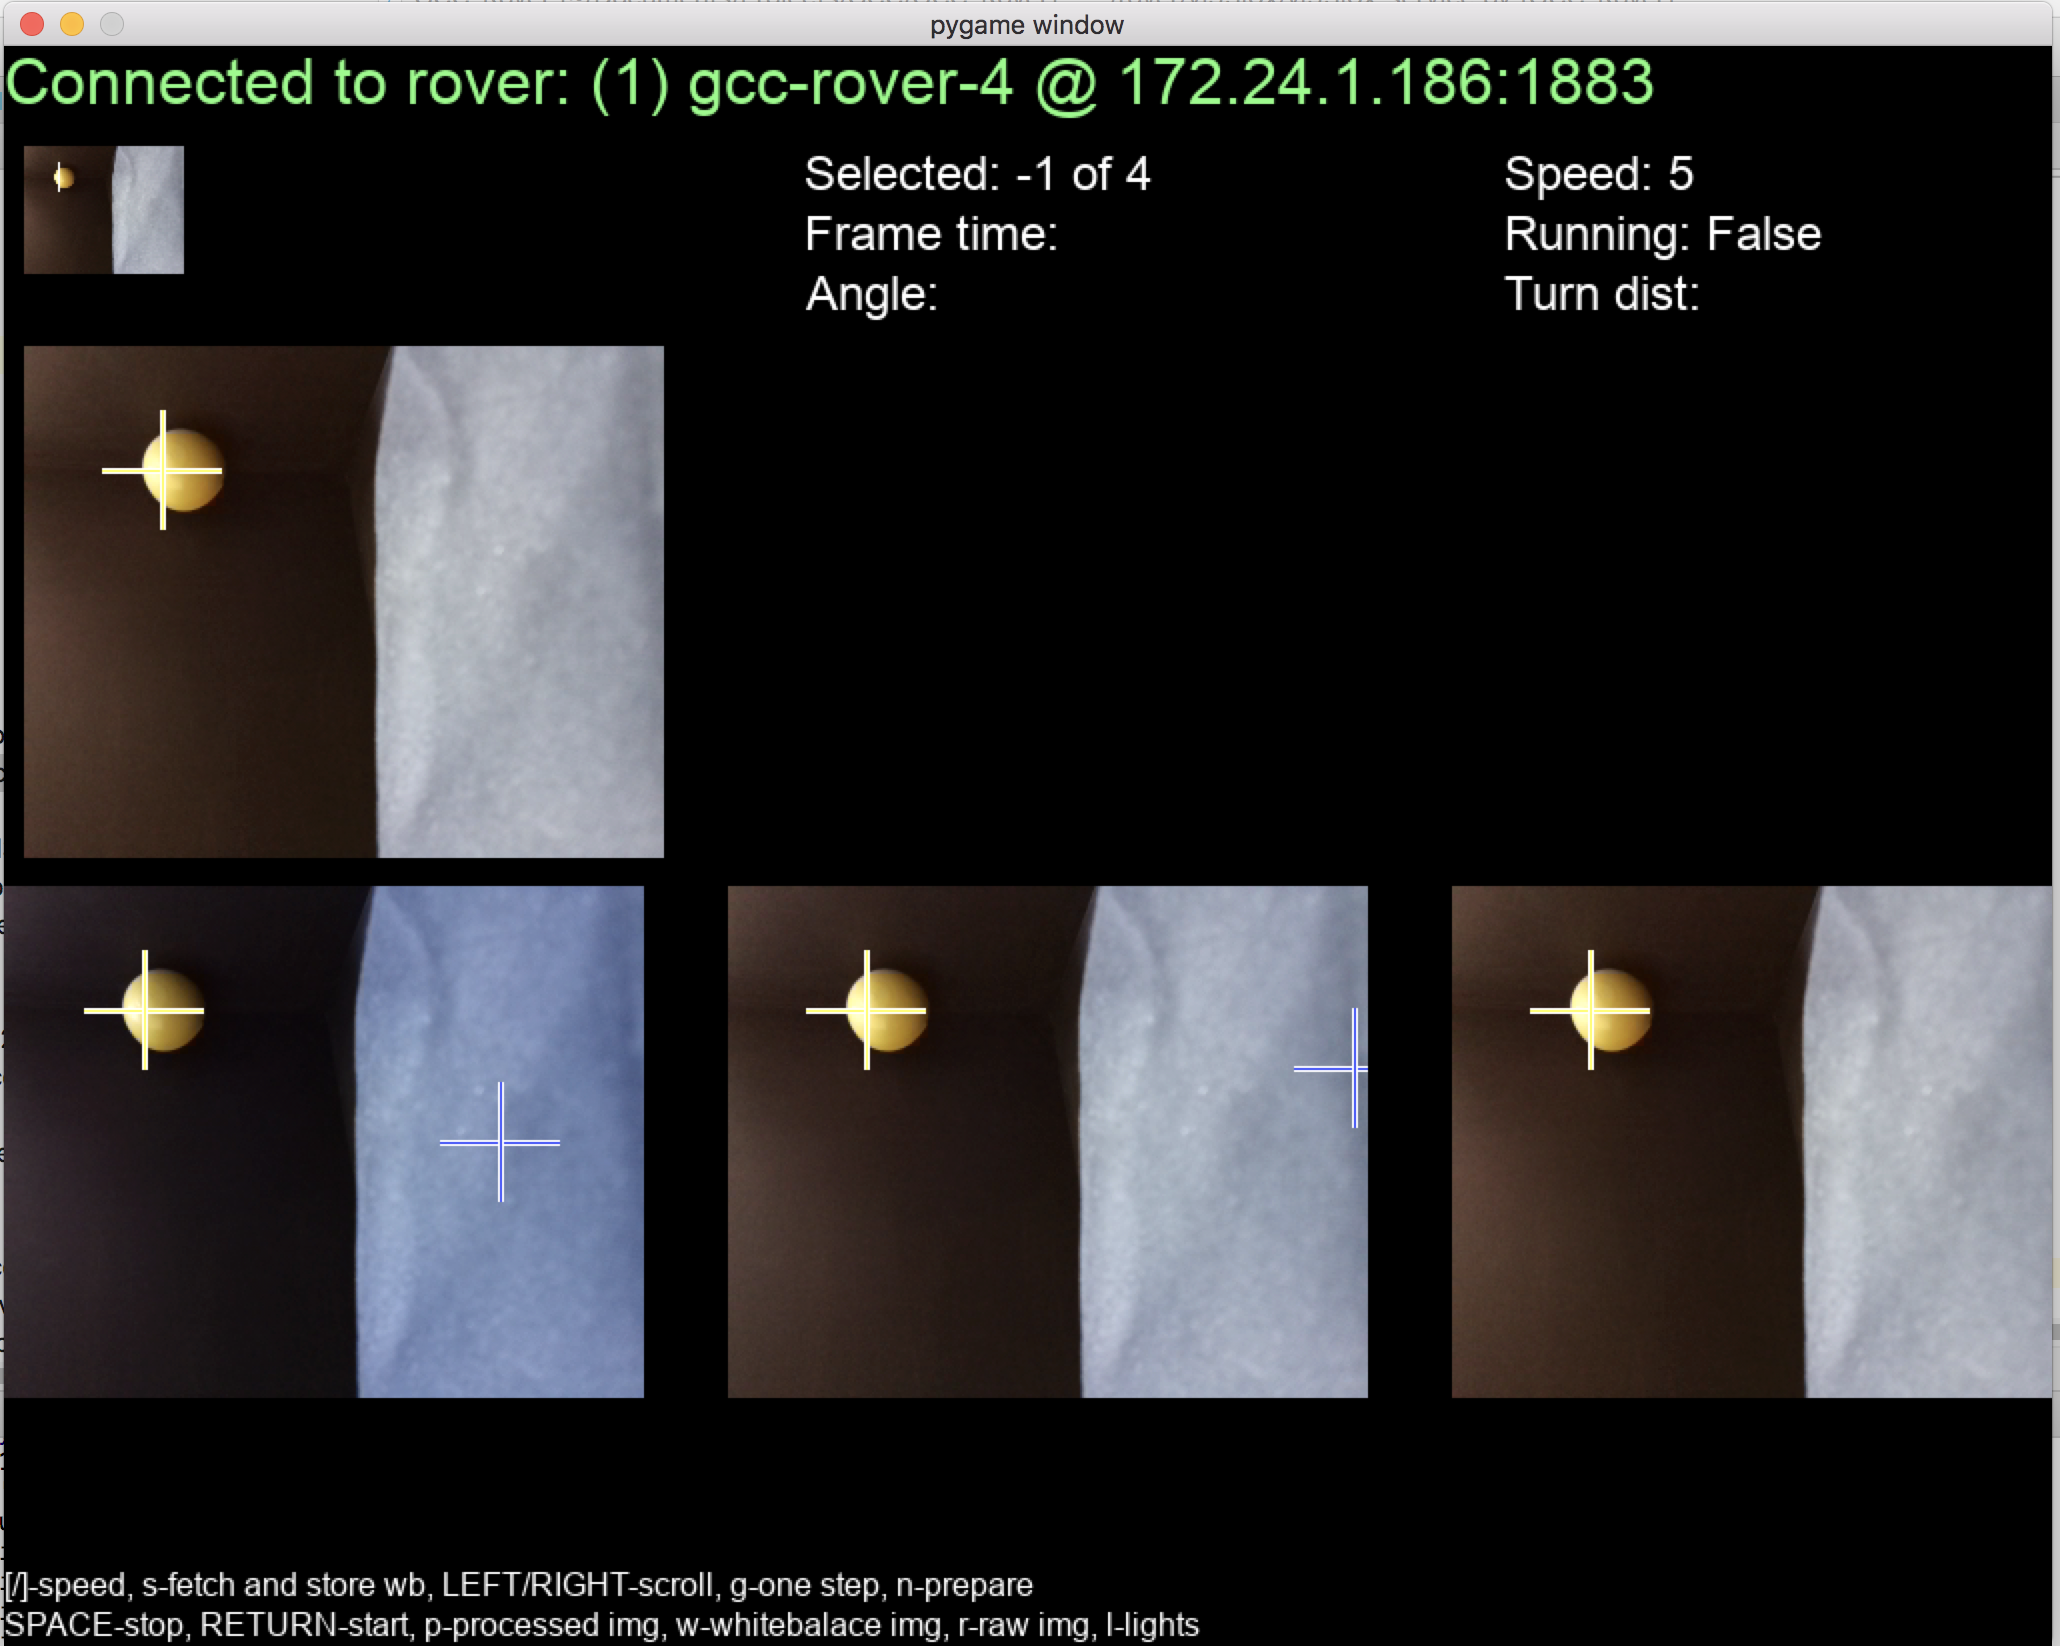 pygame window
Connected to rover: (1) gcc-rover-4 @ 172.24.1.186:1883
Selected: -1 of 4
Frame time:
Angle:
Speed: 5
Running: False
Turn dist:
[/]-speed, s-fetch and store wb, LEFT/RIGHT-scroll, g-one step, n-prepare
SPACE-stop, RETURN-start, p-processed img, w-whitebalace img, r-raw img, l-lights